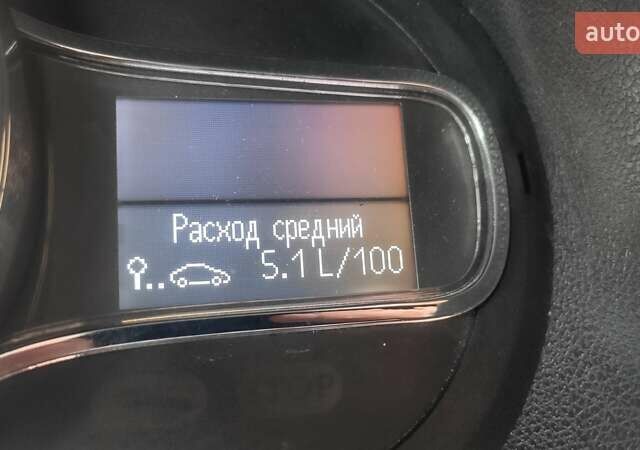 auto
Расход средний
5.1 L/100